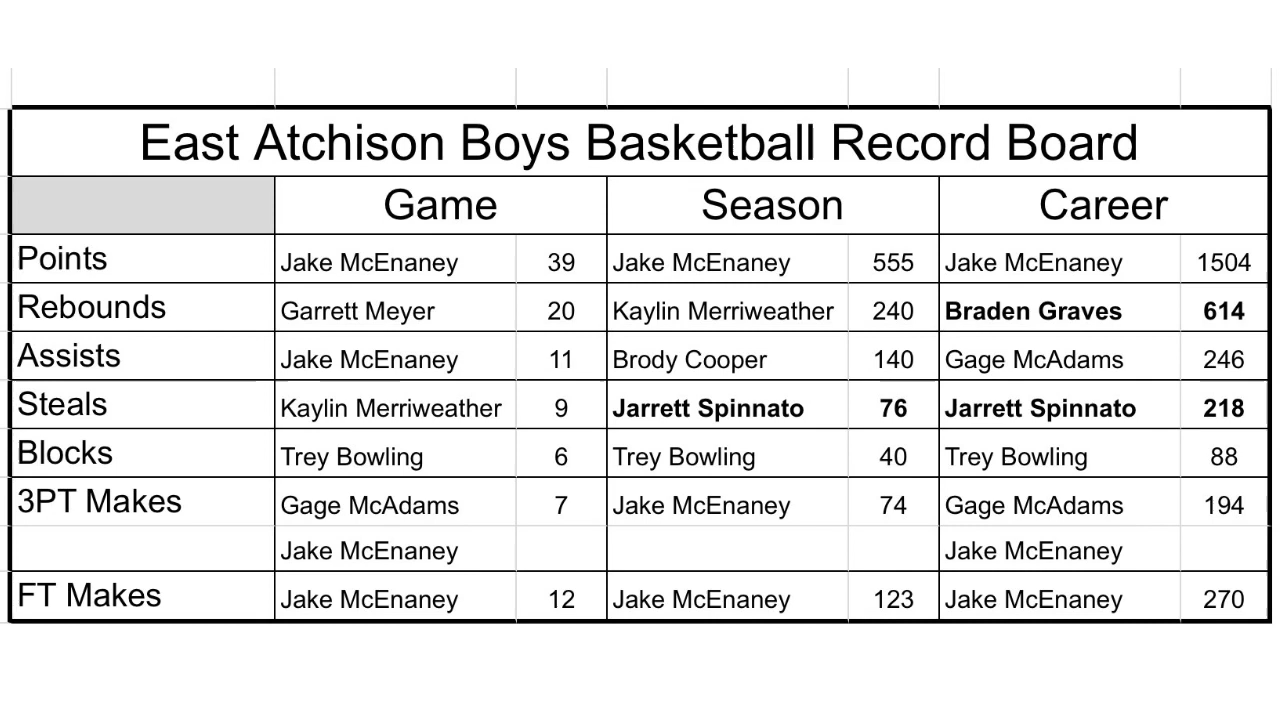 East Atchison Boys Basketball Record Board
Game Season Career
Points Jake McEnaney 39 Jake McEnaney 555 Jake McEnaney 1504
Rebounds Garrett Meyer 20 Kaylin Merriweather 240 Braden Graves 614
Assists Jake McEnaney 11 Brody Cooper 140 Gage McAdams 246
Steals Kaylin Merriweather 9 Jarrett Spinnato 76 Jarrett Spinnato 218
Blocks Trey Bowling 6 Trey Bowling 40 Trey Bowling 88
3PT Makes Gage McAdams 7 Jake McEnaney 74 Gage McAdams 194
Jake McEnaney Jake McEnaney
FT Makes Jake McEnaney 12 Jake McEnaney 123 Jake McEnaney 270